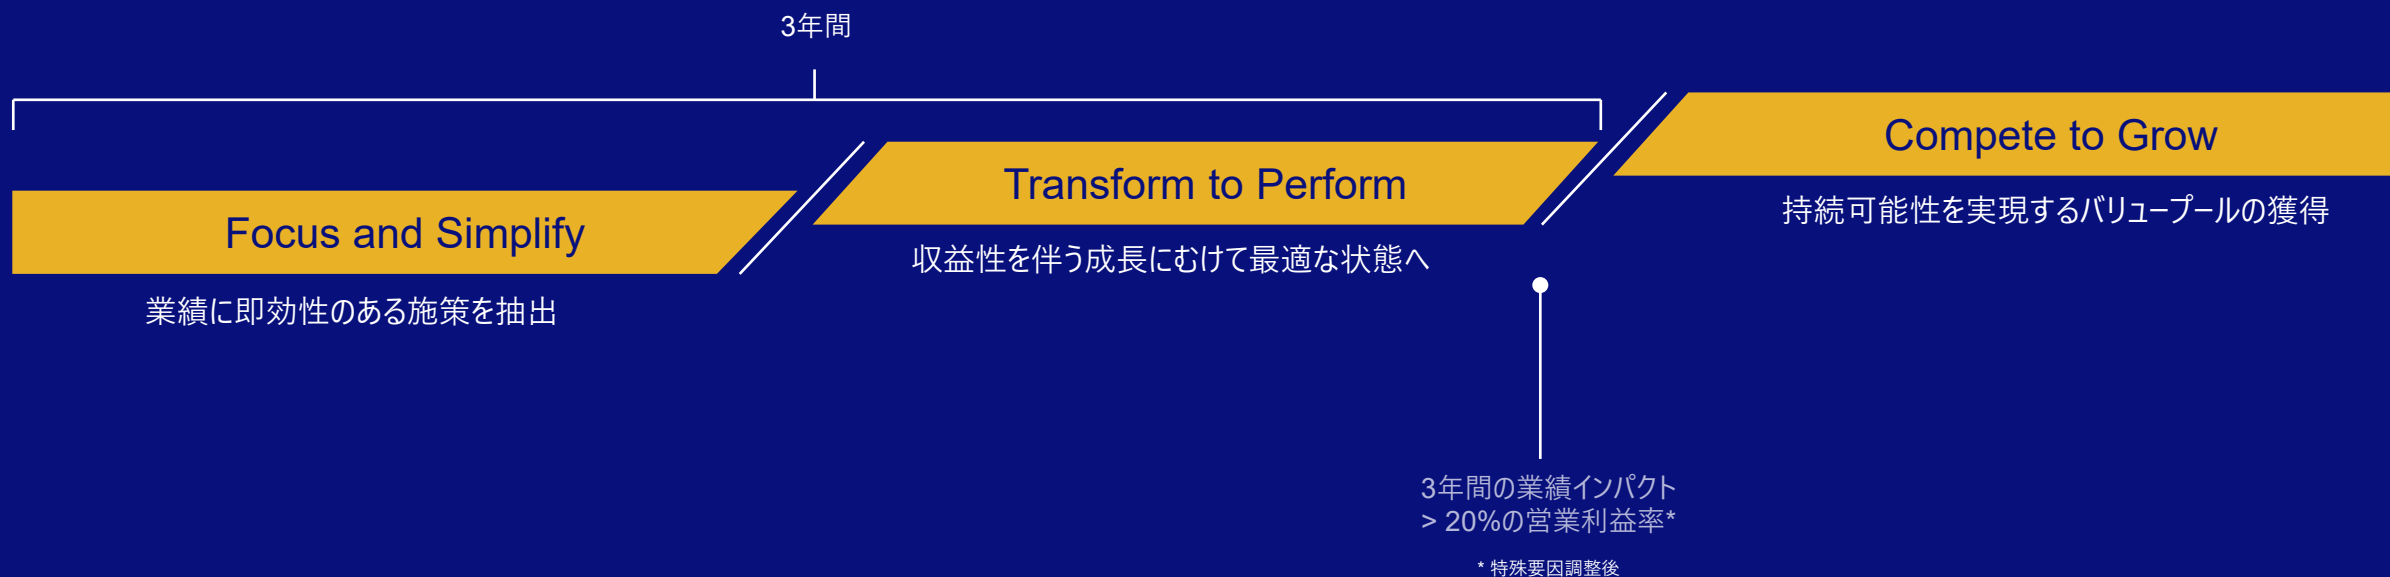 3年間
Focus and Simplify
業績に即効性のある施策を抽出
Transform to Perform
収益性を伴う成長にむけて最適な状態へ
Compete to Grow
持続可能性を実現するバリュープールの獲得
3年間の業績インパクト
> 20%の営業利益率*
* 特殊要因調整後